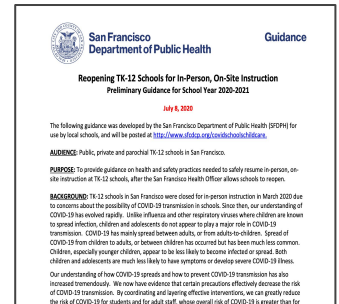 San Francisco
Department of Public Health
Guidance
Reopening TK-12 Schools for In-Person, On-Site Instruction
Preliminary Guidance for School Year 2020-2021
July 8, 2020
The following guidance was developed by the San Francisco Department of Public Health (SFDPH) for
use by local schools, and will be posted at http://www.sfcdcp.org/covidschoolschildcare.
AUDIENCE: Public, private and parochial TK-12 schools in San Francisco.
PURPOSE: To provide guidance on health and safety practices needed to safely resume in-person, on-
site instruction at TK-12 schools, after the San Francisco Health Officer allows schools to reopen.
BACKGROUND: TK-12 schools in San Francisco were closed for in-person instruction in March 2020 due
to concerns about the possibility of COVID-19 transmission in schools. Since then, our understanding of
COVID-19 has evolved rapidly. Unlike influenza and other respiratory viruses where children are known
to spread infection, children and adolescents do not appear to play a major role in COVID-19
transmission. COVID-19 has mainly spread between adults, or from adults-to-children. Spread of
COVID-19 from children to adults, or between children has occurred but has been much less common.
Children, especially younger children, appear to be less likely to become infected. Additionally, both
children and adolescents are much less likely to have symptoms or develop severe COVID-19 illness.
Our understanding of how COVID-19 spreads and how to prevent COVID-19 transmission has also
increased tremendously. We now have evidence that certain precautions effectively decrease the risk
of COVID-19 transmission. By coordinating and layering effective interventions, we can greatly reduce
the risk of COVID-19 for students and for adult staff, whose overall risk of COVID-19 is greater than for